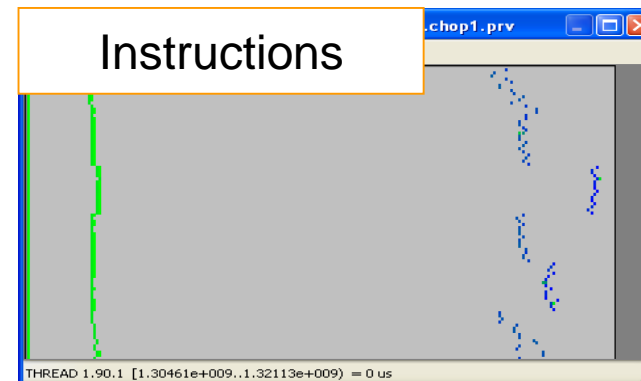 Instructions
.chop1.prv
THREAD 1.90.1 [1.30461e+009..1.32113e+009) = 0 us